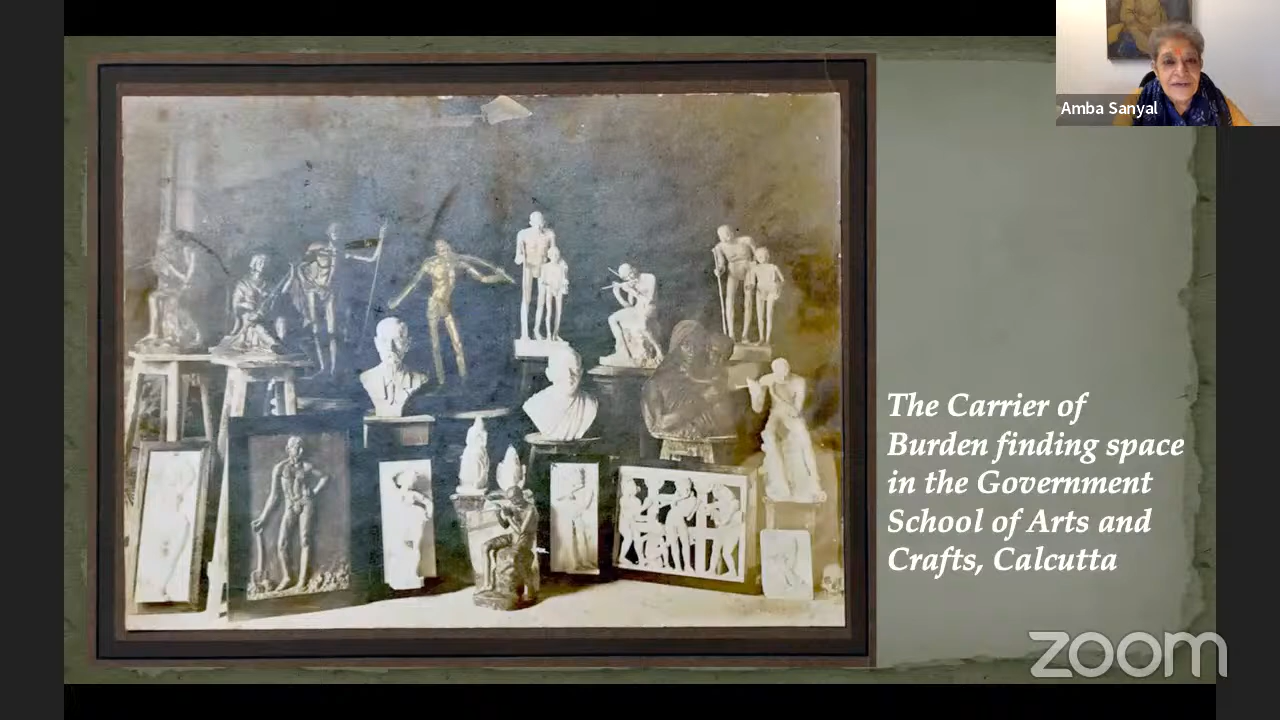 Amba Sanyal
The Carrier of
Burden finding space
in the Government
School of Arts and
Crafts, Calcutta
zoom